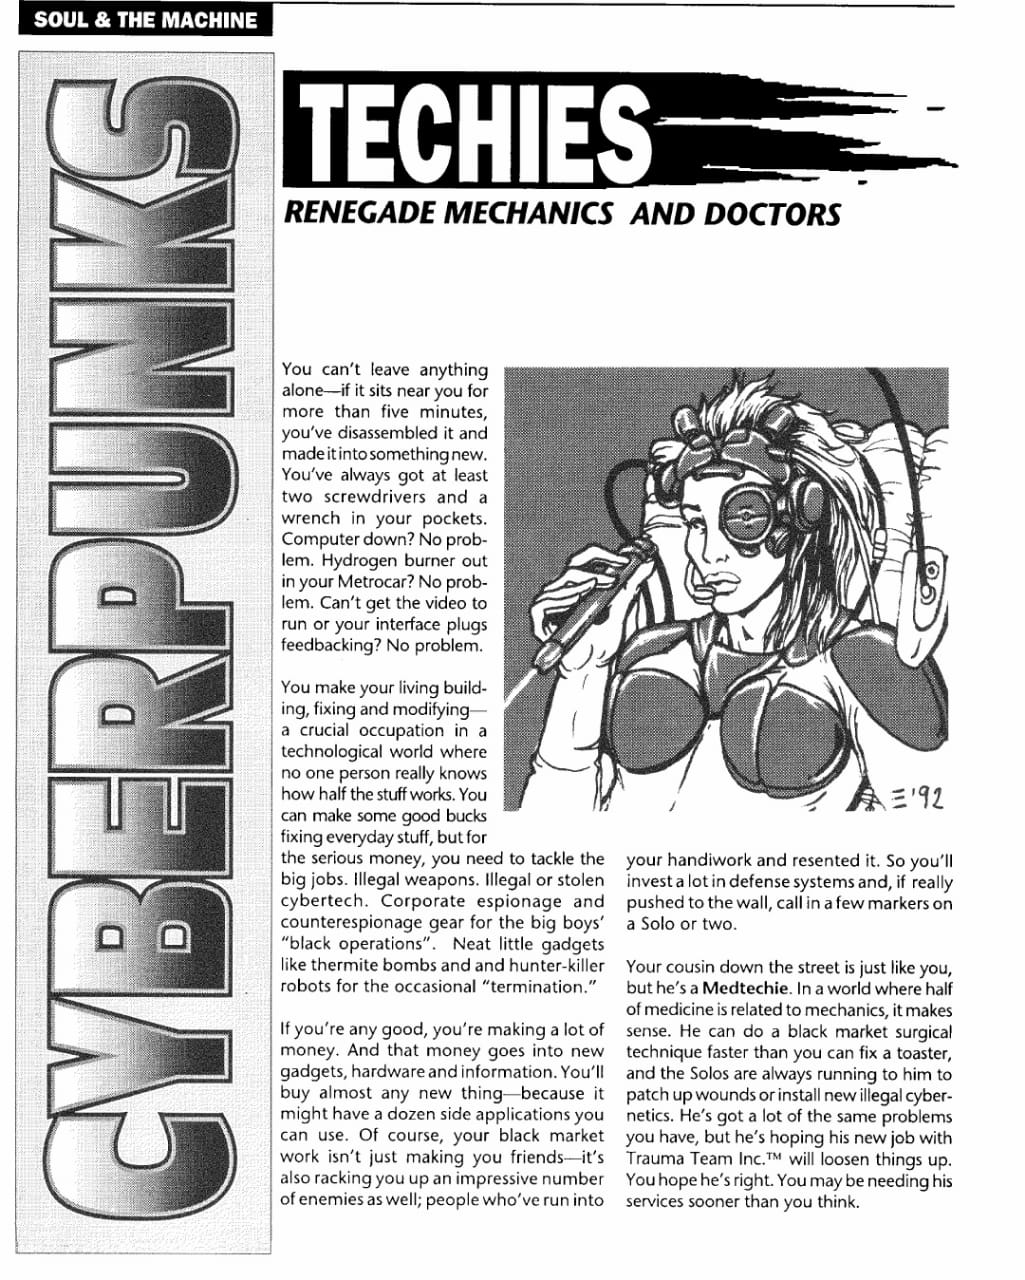 SOUL & THE MACHINE
CYBERPUNKS
TECHIES
RENEGADE MECHANICS AND DOCTORS
You can't leave anything
alone—if it sits near you for
more than five minutes,
you've disassembled it and
made it into something new.
You've always got at least
two screwdrivers and a
wrench in your pockets.
Computer down? No prob-
lem. Hydrogen burner out
in your Metrocar? No prob-
lem. Can't get the video to
run or your interface plugs
feedbacking? No problem.
You make your living build-
ing, fixing and modifying—
a crucial occupation in a
technological world where
no one person really knows
how half the stuff works. You
can make some good bucks
fixing everyday stuff, but for
the serious money, you need to tackle the
big jobs. Illegal weapons. Illegal or stolen
cybertech. Corporate espionage and
counterespionage gear for the big boys'
"black operations". Neat little gadgets
like thermite bombs and and hunter-killer
robots for the occasional "termination."
If you're any good, you're making a lot of
money. And that money goes into new
gadgets, hardware and information. You'll
buy almost any new thing—because it
might have a dozen side applications you
can use. Of course, your black market
work isn't just making you friends—it's
also racking you up an impressive number
of enemies as well; people who've run into
'92
your handiwork and resented it. So you'll
invest a lot in defense systems and, if really
pushed to the wall, call in a few markers on
a Solo or two.
Your cousin down the street is just like you,
but he's a Medtechie. In a world where half
of medicine is related to mechanics, it makes
sense. He can do a black market surgical
technique faster than you can fix a toaster,
and the Solos are always running to him to
patch up wounds or install new illegal cyber-
netics. He's got a lot of the same problems
you have, but he's hoping his new job with
Trauma Team Inc.™ will loosen things up.
You hope he's right. You may be needing his
services sooner than you think.